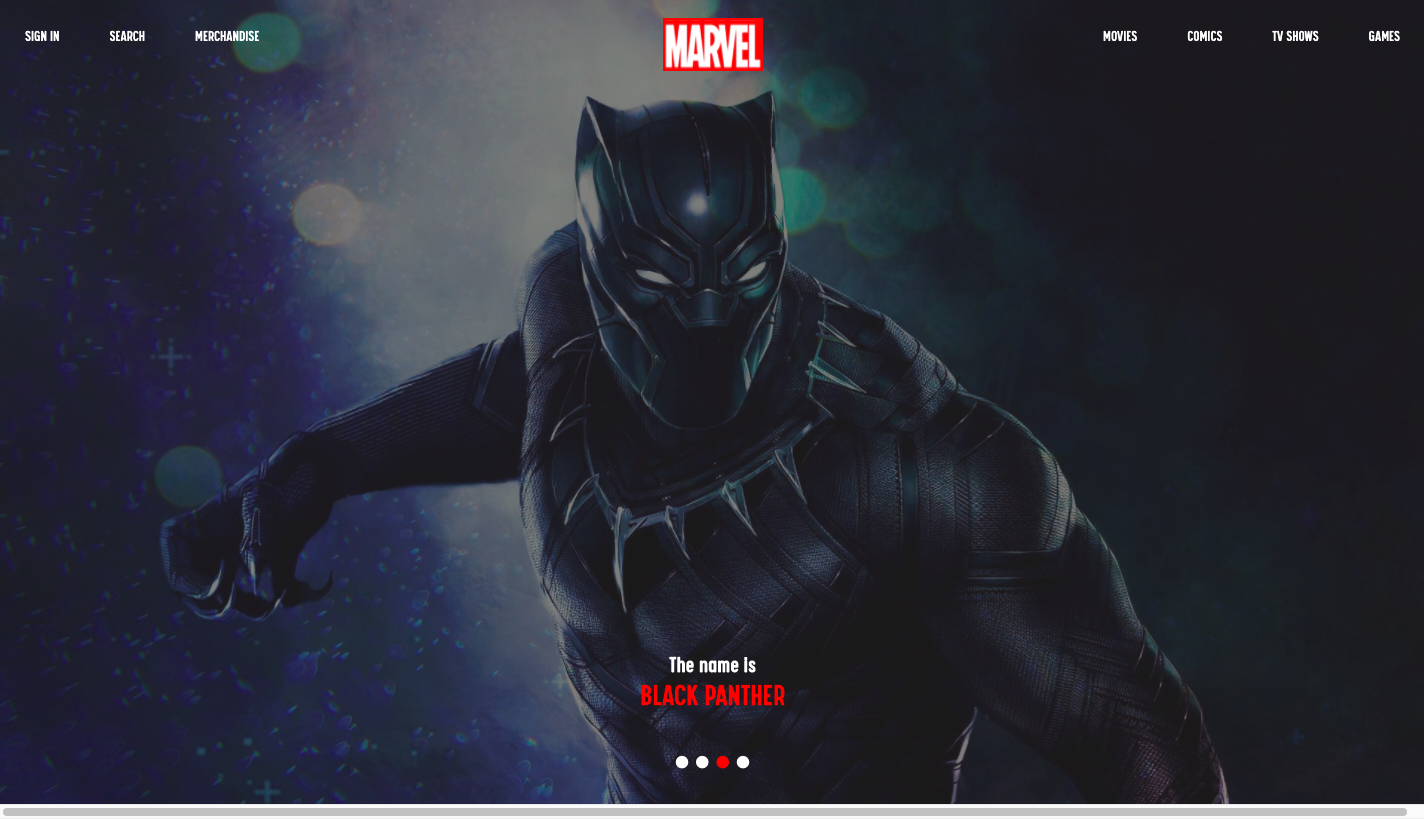 SIGN IN SEARCH MERCHANDISE MARVEL MOVIES COMICS TV SHOWS GAMES
The name is
BLACK PANTHER